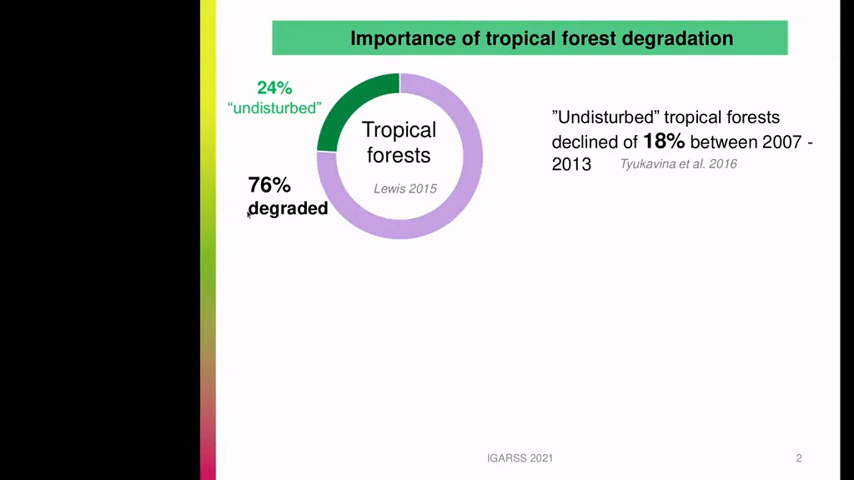 Importance of tropical forest degradation
24%
“undisturbed”
Tropical
forests
Lewis 2015
76%
degraded
”Undisturbed” tropical forests
declined of 18% between 2007 -
2013 Tyukavina et al. 2016
IGARSS 2021
2